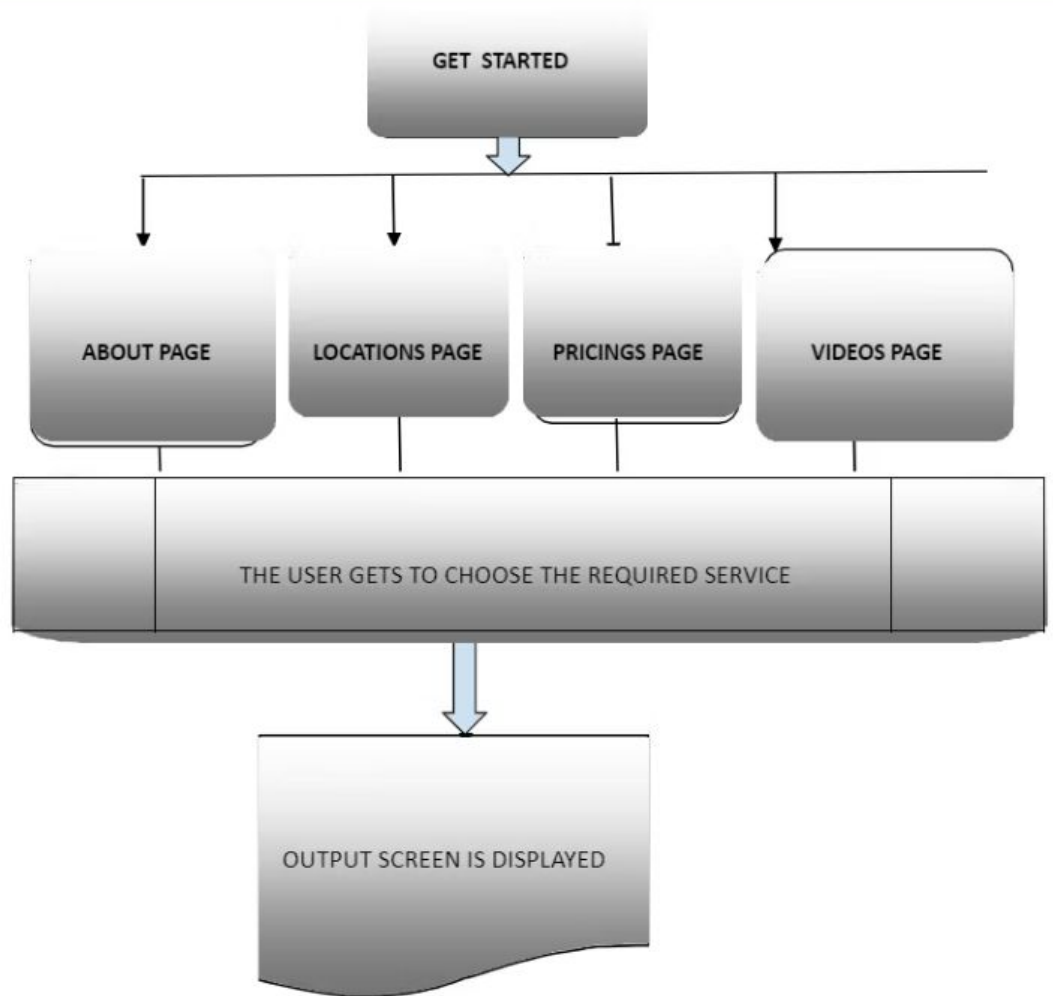 GET STARTED
ABOUT PAGE
LOCATIONS PAGE
PRICINGS PAGE
VIDEOS PAGE
THE USER GETS TO CHOOSE THE REQUIRED SERVICE
OUTPUT SCREEN IS DISPLAYED